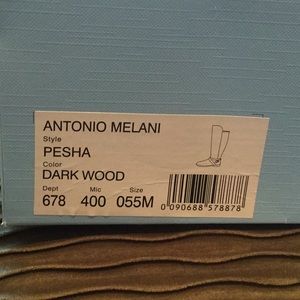 ANTONIO MELANI
Style
PESHA
Color
DARK WOOD
Dept Mic Size
678 400 055M
0 090688 578878